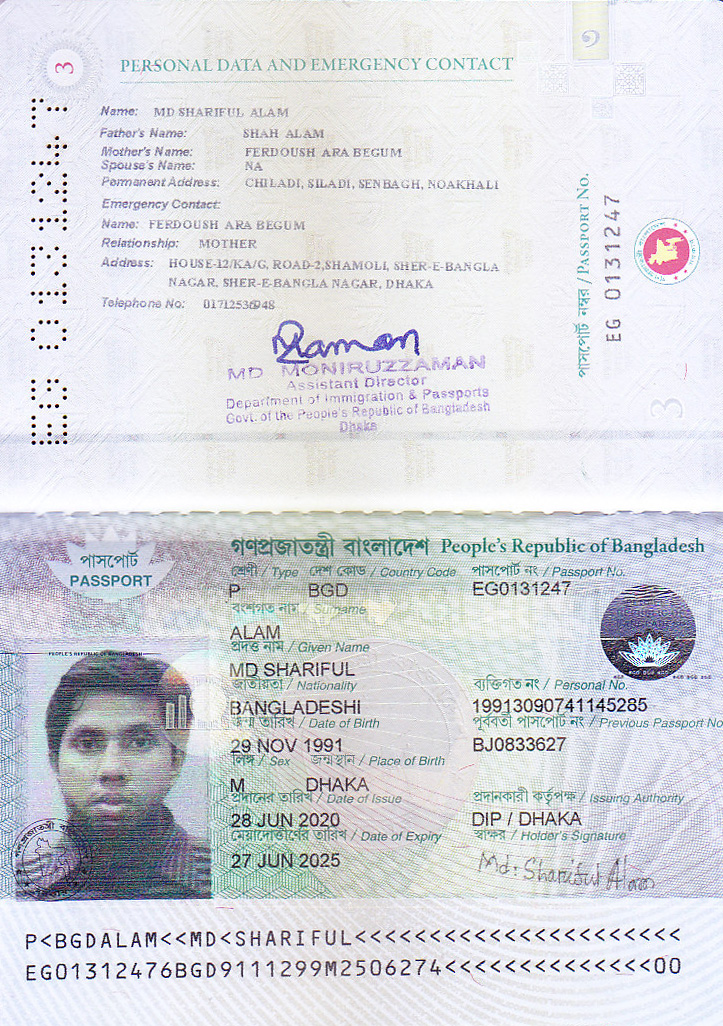 3
PERSONAL DATA AND EMERGENCY CONTACT
Name: MD SHARIFUL ALAM
Father's Name: SHAH ALAM
Mother's Name: FERDOUSH ARA BEGUM
Spouse's Name: NA
Permanent Address: CHILADI, SILADI, SENBAGH, NOAKHALI
Emergency Contact:
Name: FERDOUSH ARA BEGUM
Relationship: MOTHER
Address: HOUSE-12/KA/G, ROAD-2,SHAMOLI, SHER-E-BANGLA
NAGAR, SHER-E-BANGLA NAGAR, DHAKA
Telephone No:
MD MONIRUZZAMAN
Assistant Director
Department of Immigration & Passports
Govt. of the People's Republic of Bangladesh
Dhaka
EG 0131247
পাসপোর্ট নম্বর / PASSPORT No.
EG 0131247
3
পাসপোর্ট
PASSPORT
গণপ্রজাতন্ত্রী বাংলাদেশ People's Republic of Bangladesh
শ্রেণী / Type দেশ কোড / Country Code পাসপোর্ট নং / Passport No.
P BGD EG0131247
বংশগত নাম / Surname
ALAM
প্রদত্ত নাম / Given Name
MD SHARIFUL
জাতীয়তা / Nationality ব্যক্তিগত নং / Personal No.
BANGLADESHI 19913090741145285
জন্ম তারিখ / Date of Birth পূর্ববর্তী পাসপোর্ট নং / Previous Passport No
29 NOV 1991 BJ0833627
লিঙ্গ / Sex জন্ম স্থান / Place of Birth
M DHAKA
প্রদানের তারিখ / Date of Issue প্রদানকারী কর্তৃপক্ষ / Issuing Authority
28 JUN 2020 DIP / DHAKA
মেয়াদোত্তীর্ণের তারিখ / Date of Expiry স্বাক্ষর / Holder's Signature
27 JUN 2025 Md. Shariful Alam
PEOPLE'S REPUBLIC OF BANGLADESH
P<BGDALAM<<MD<SHARIFUL<<<<<<<<<<<<<<<<<<<<<<
EG01312476BGD9111299M2506274<<<<<<<<<<<<<<00